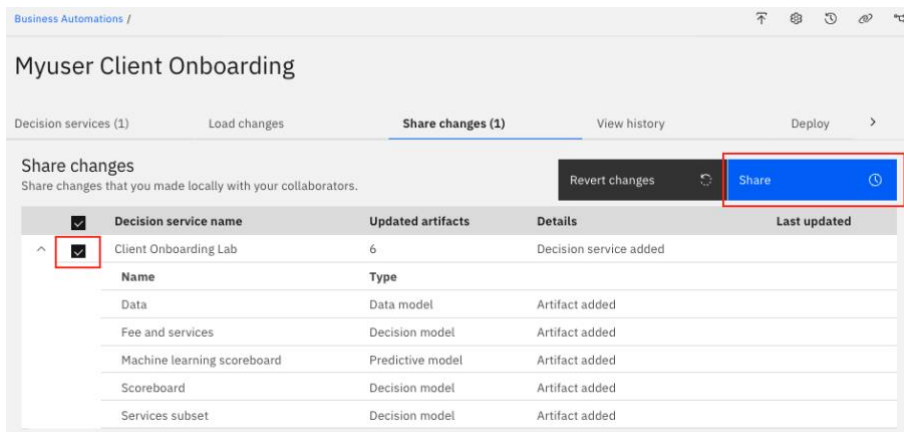 Business Automations /
Myuser Client Onboarding
Decision services (1) Load changes Share changes (1) View history Deploy
Share changes
Share changes that you made locally with your collaborators.
Revert changes Share
Decision service name Updated artifacts Details Last updated
Client Onboarding Lab 6 Decision service added
Name Type
Data Data model Artifact added
Fee and services Decision model Artifact added
Machine learning scoreboard Predictive model Artifact added
Scoreboard Decision model Artifact added
Services subset Decision model Artifact added